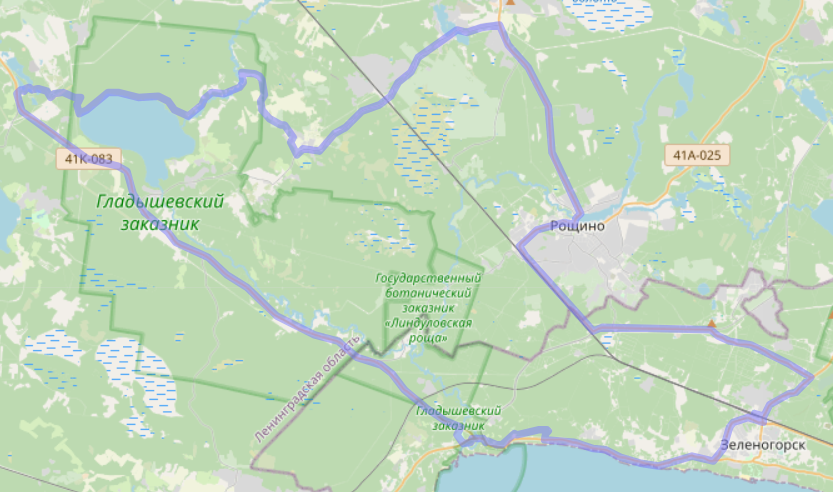 41К-083
41А-025
Гладышевский
заказник
Рощино
Государственный
ботанический
заказник
«Линдуловская
роща»
Ленинградская область
Гладышевский
заказник
Зеленогорск